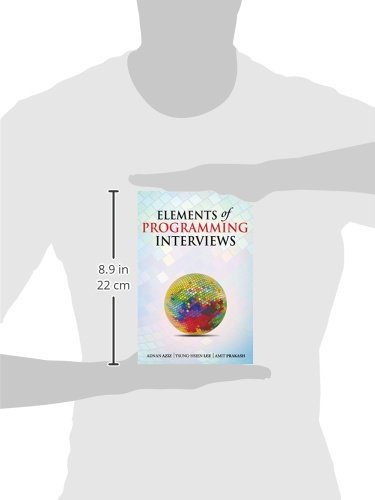 ELEMENTS of
PROGRAMMING
INTERVIEWS
8.9 in
22 cm
ADNAN AZIZ | TSUNG-HSIEN LEE | AMIT PRAKASH